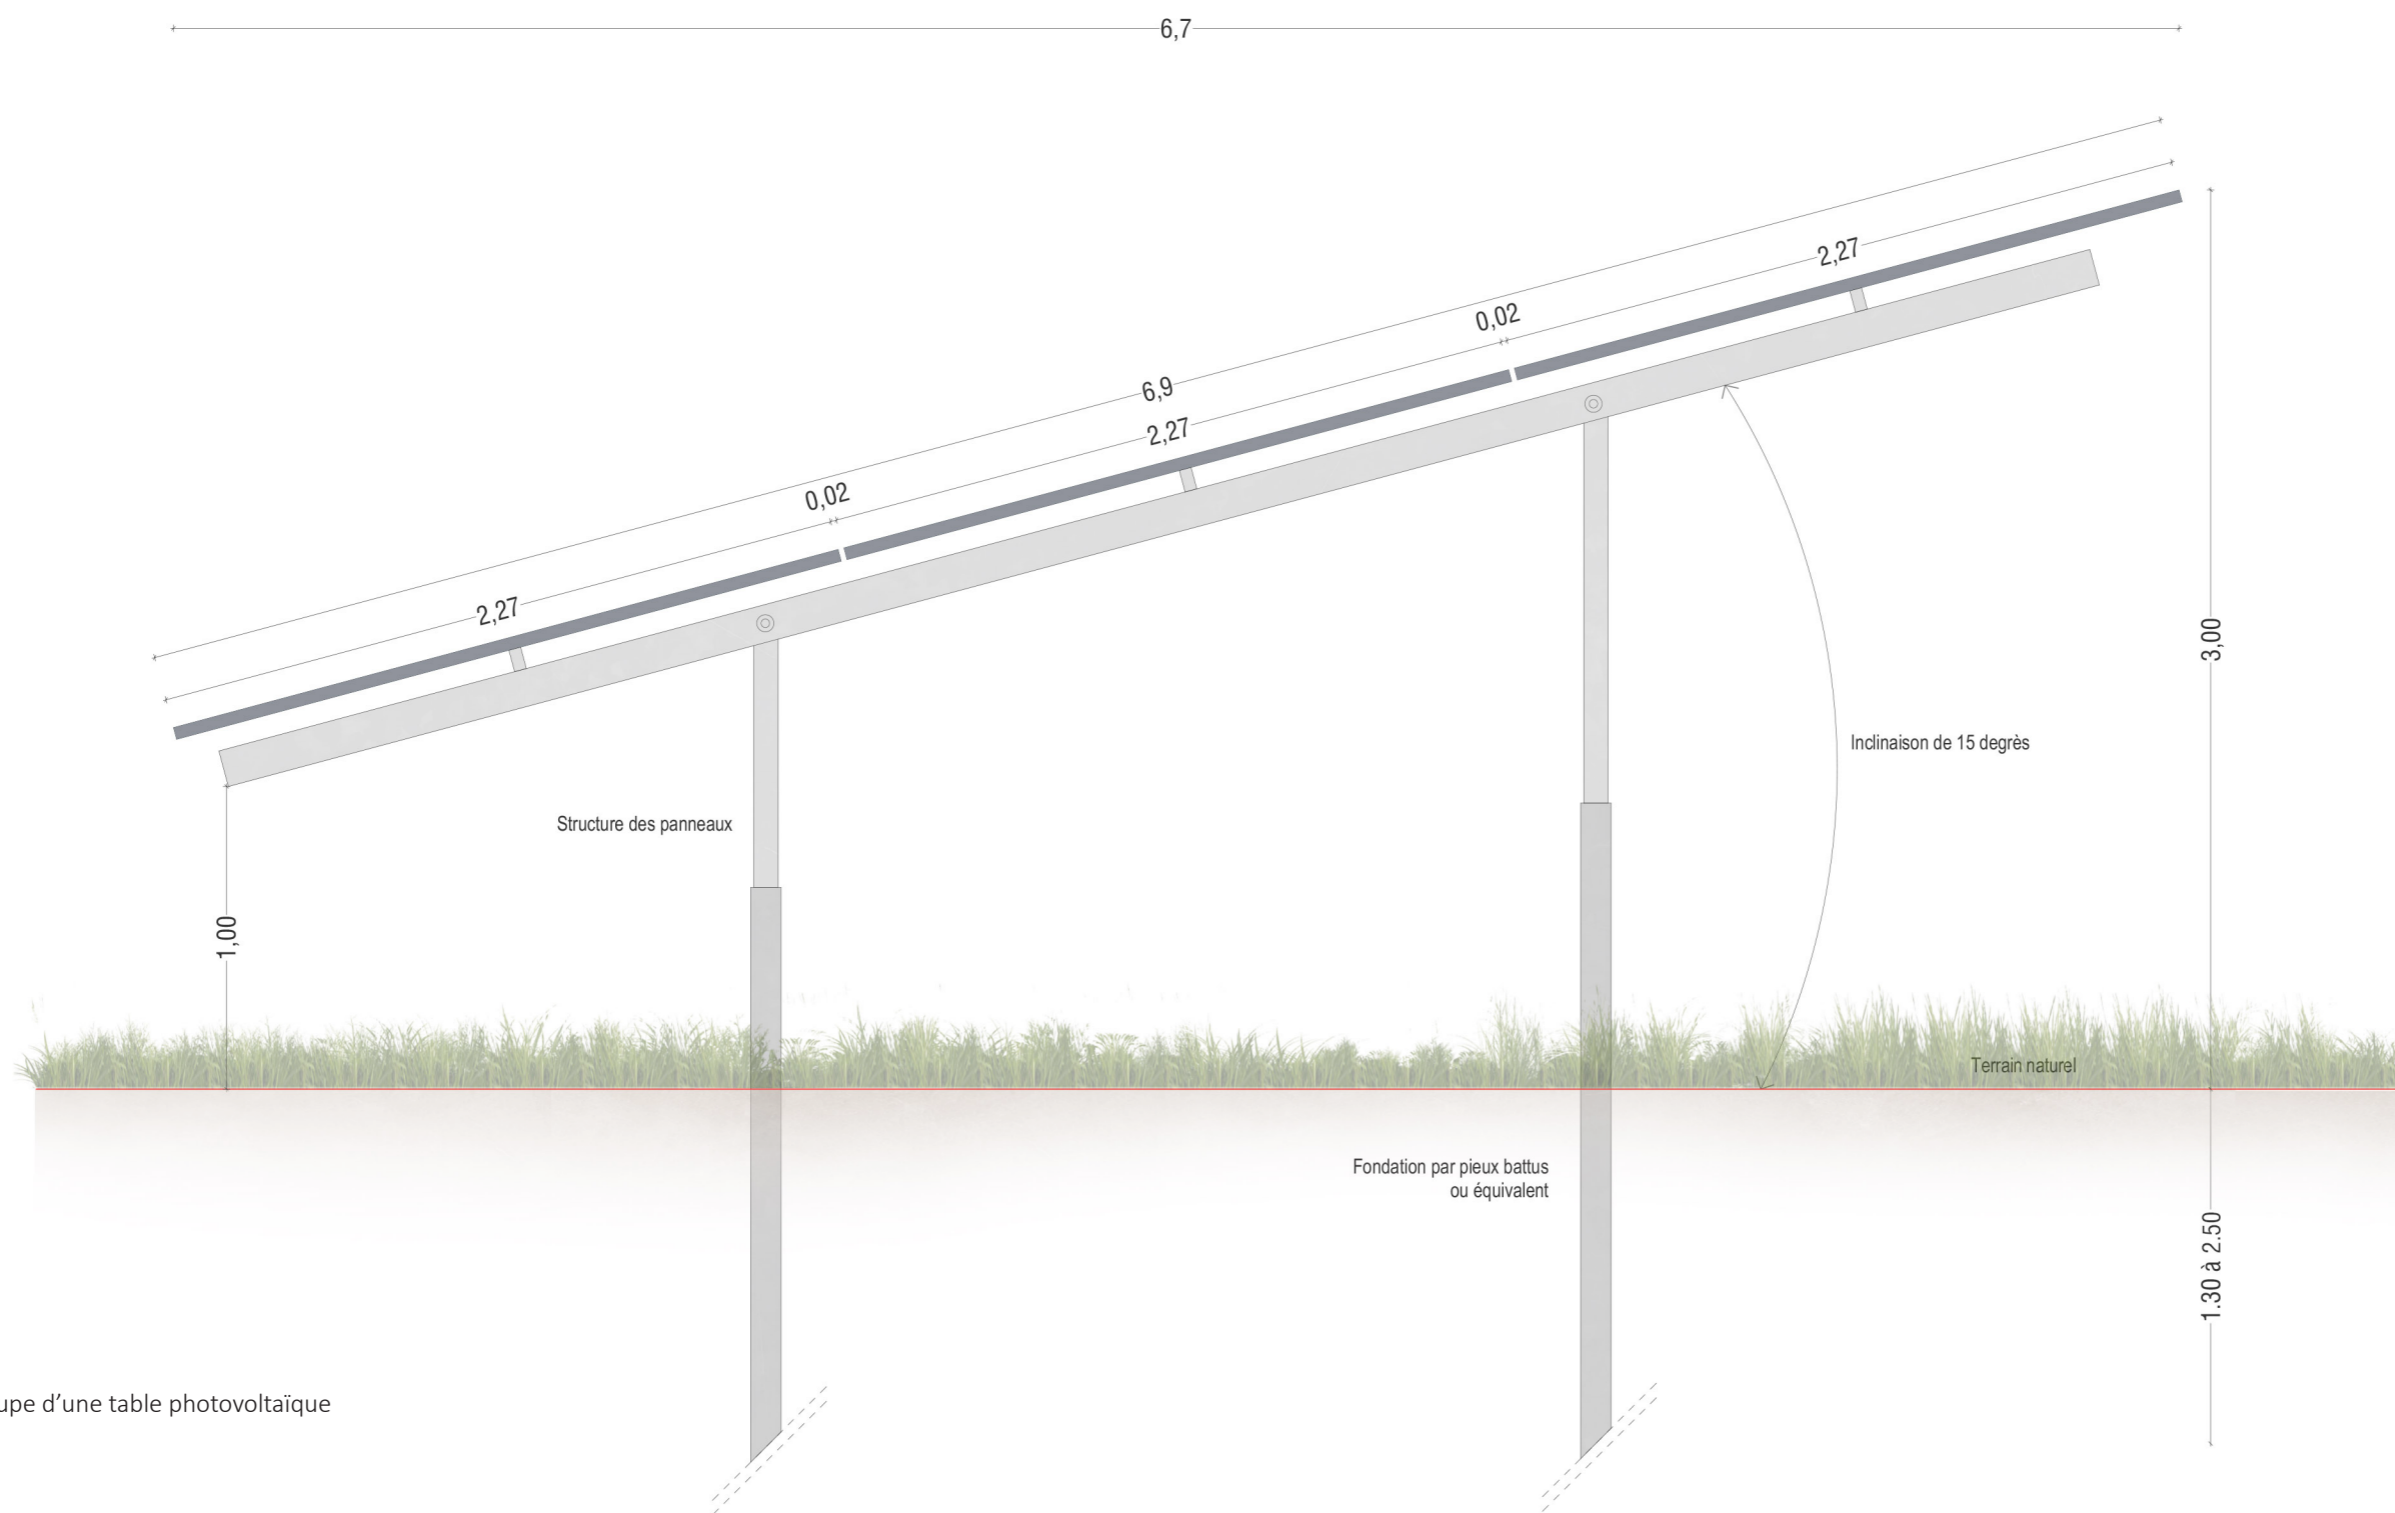 6,7
2,27
0,02
6,9
2,27
0,02
2,27
3,00
Inclinaison de 15 degrès
Structure des panneaux
1,00
Terrain naturel
Fondation par pieux battus
ou équivalent
1.30 à 2.50
upe d’une table photovoltaïque